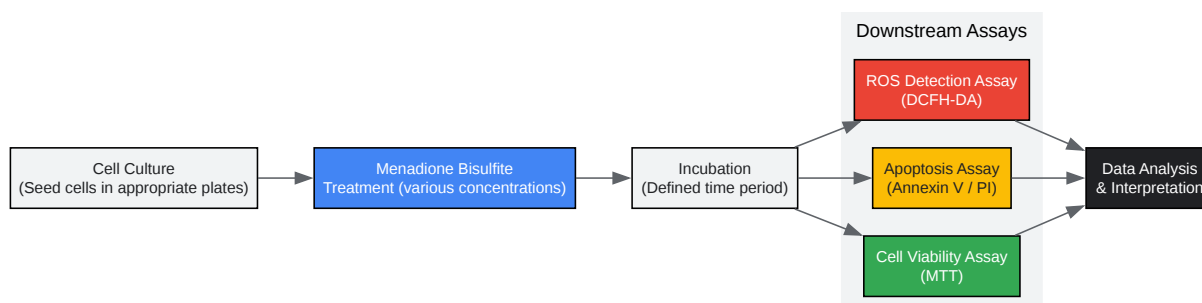 Downstream Assays
ROS Detection Assay
(DCFH-DA)
Cell Culture
(Seed cells in appropriate plates)
Menadione Bisulfite
Treatment (various concentrations)
Incubation
(Defined time period)
Apoptosis Assay
(Annexin V / PI)
Data Analysis
& Interpretation
Cell Viability Assay
(MTT)